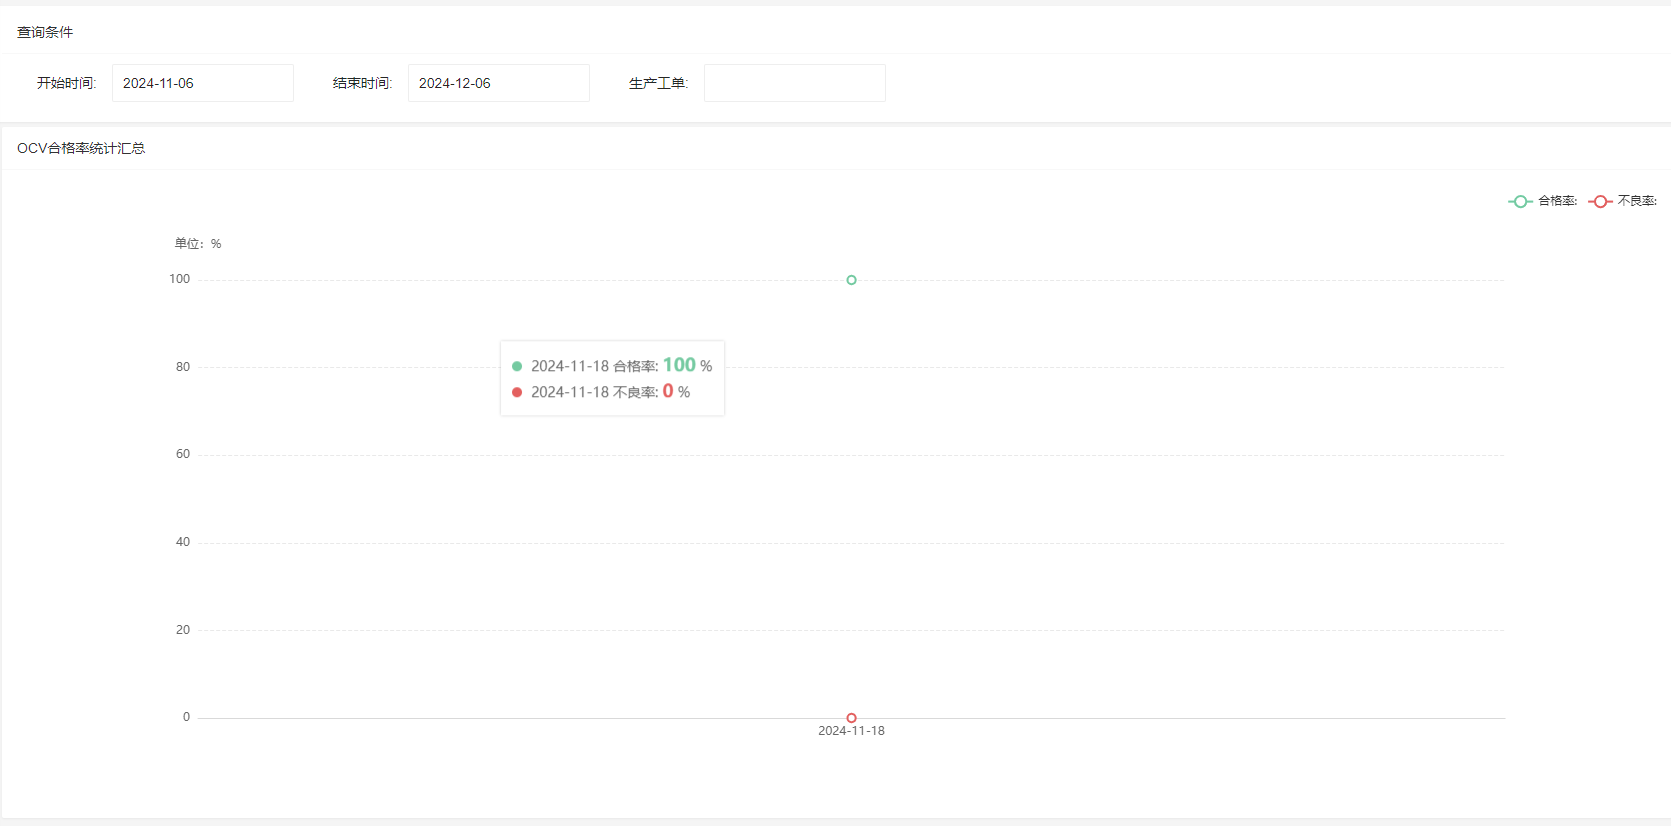 查询条件
开始时间: 2024-11-06 结束时间: 2024-12-06 生产工单:
OCV合格率统计汇总
合格率: 不良率:
单位: %
100
80
2024-11-18 合格率: 100 %
2024-11-18 不良率: 0 %
60
40
20
0
2024-11-18